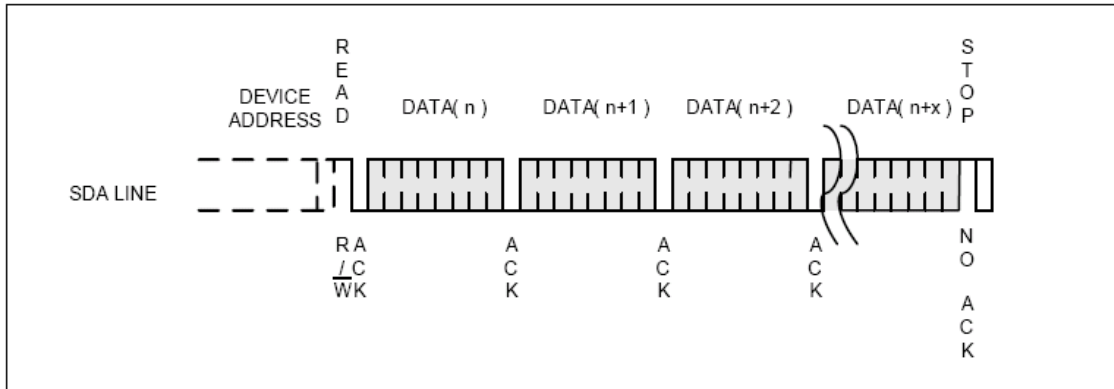 READ
STOP
DEVICE
ADDRESS
DATA( n )
DATA( n+1 )
DATA( n+2 )
DATA( n+x )
SDA LINE
R/W
ACK
ACK
ACK
ACK
NO ACK